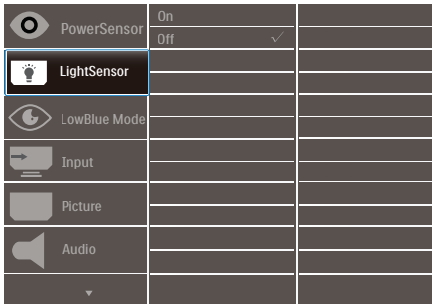 PowerSensor
On
Off
LightSensor
LowBlue Mode
Input
Picture
Audio